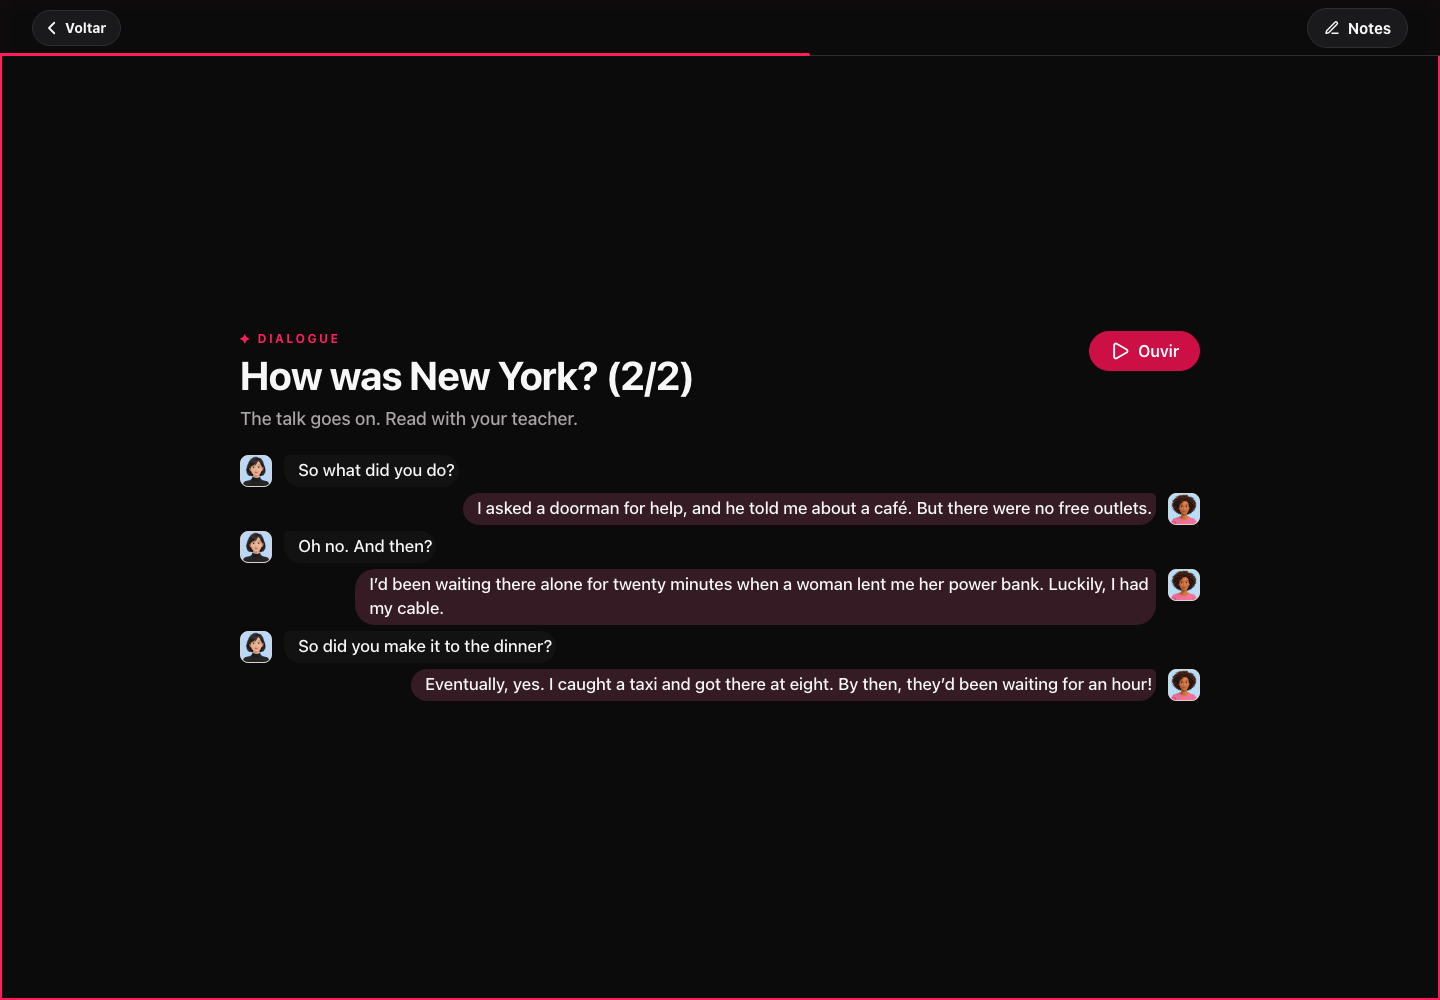 Voltar
Notes
DIALOGUE
How was New York? (2/2)
Ouvir
The talk goes on. Read with your teacher.
So what did you do?
I asked a doorman for help, and he told me about a café. But there were no free outlets.
Oh no. And then?
I’d been waiting there alone for twenty minutes when a woman lent me her power bank. Luckily, I had
my cable.
So did you make it to the dinner?
Eventually, yes. I caught a taxi and got there at eight. By then, they’d been waiting for an hour!